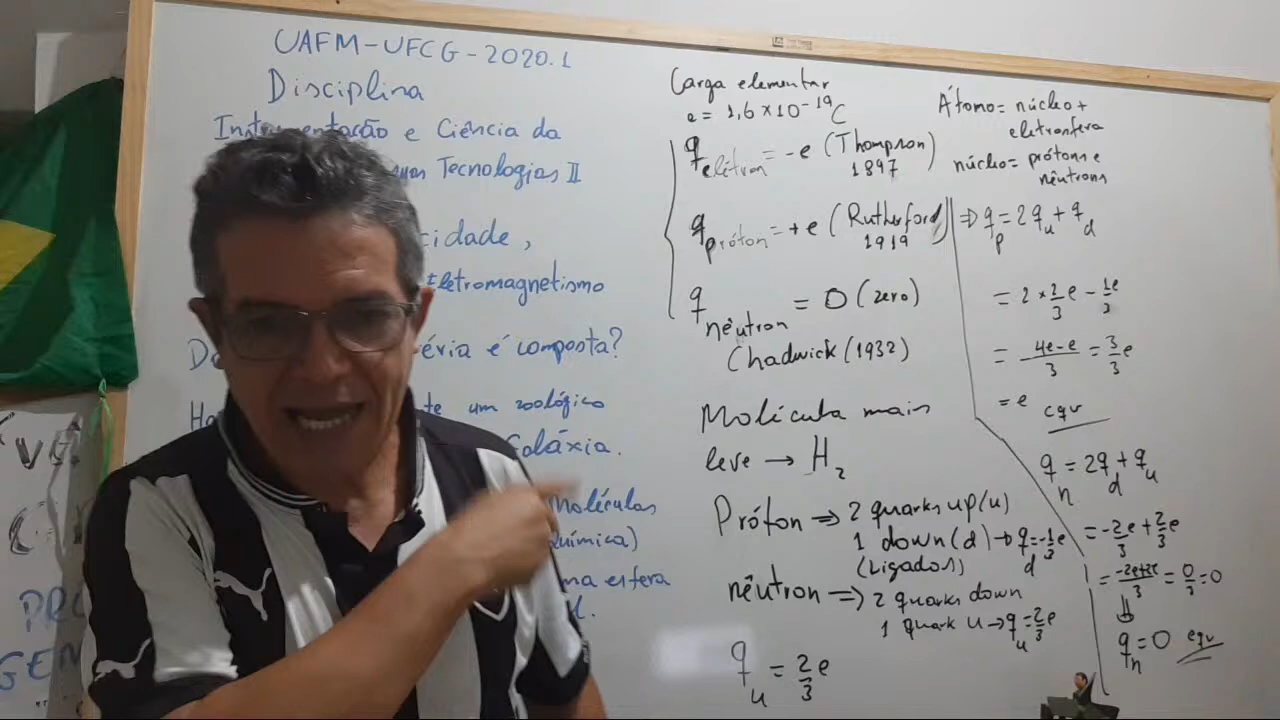 UAFM-UFCG-2020.1
Disciplina
Instrumentação e Ciência da
Tecnologias II
cidade,
Eletromagnetismo
éria é composta?
um zoológico
Galáxia.
Moléculas
química)
ma esfera
PRO
GEN
Carga elementar
e = 1,6×10⁻¹⁹C
q elétron = -e (Thompson)
1897
q próton = +e (Rutherford)
1919
q nêutron = 0 (zero)
Chadwick (1932)
Molécula mais
leve → H₂
Próton ⇒ 2 quarks up(u)
1 down(d) → q_d = -1/3 e
(Ligados)
nêutron ⇒ 2 quarks down
1 quark u → q_u = 2/3 e
q_u = 2/3 e
Átomo = núcleo +
eletrosfera
núcleo = prótons e
nêutrons
⇒ q_p = 2q_u + q_d
= 2 × 2/3 e - 1/3 e
= 4e-e/3 = 3/3 e
= e cqv
q_n = 2q_d + q_u
= -2/3 e + 2/3 e
= -2e+2e/3 = 0/3 = 0
⇓
q_n = 0 cqv